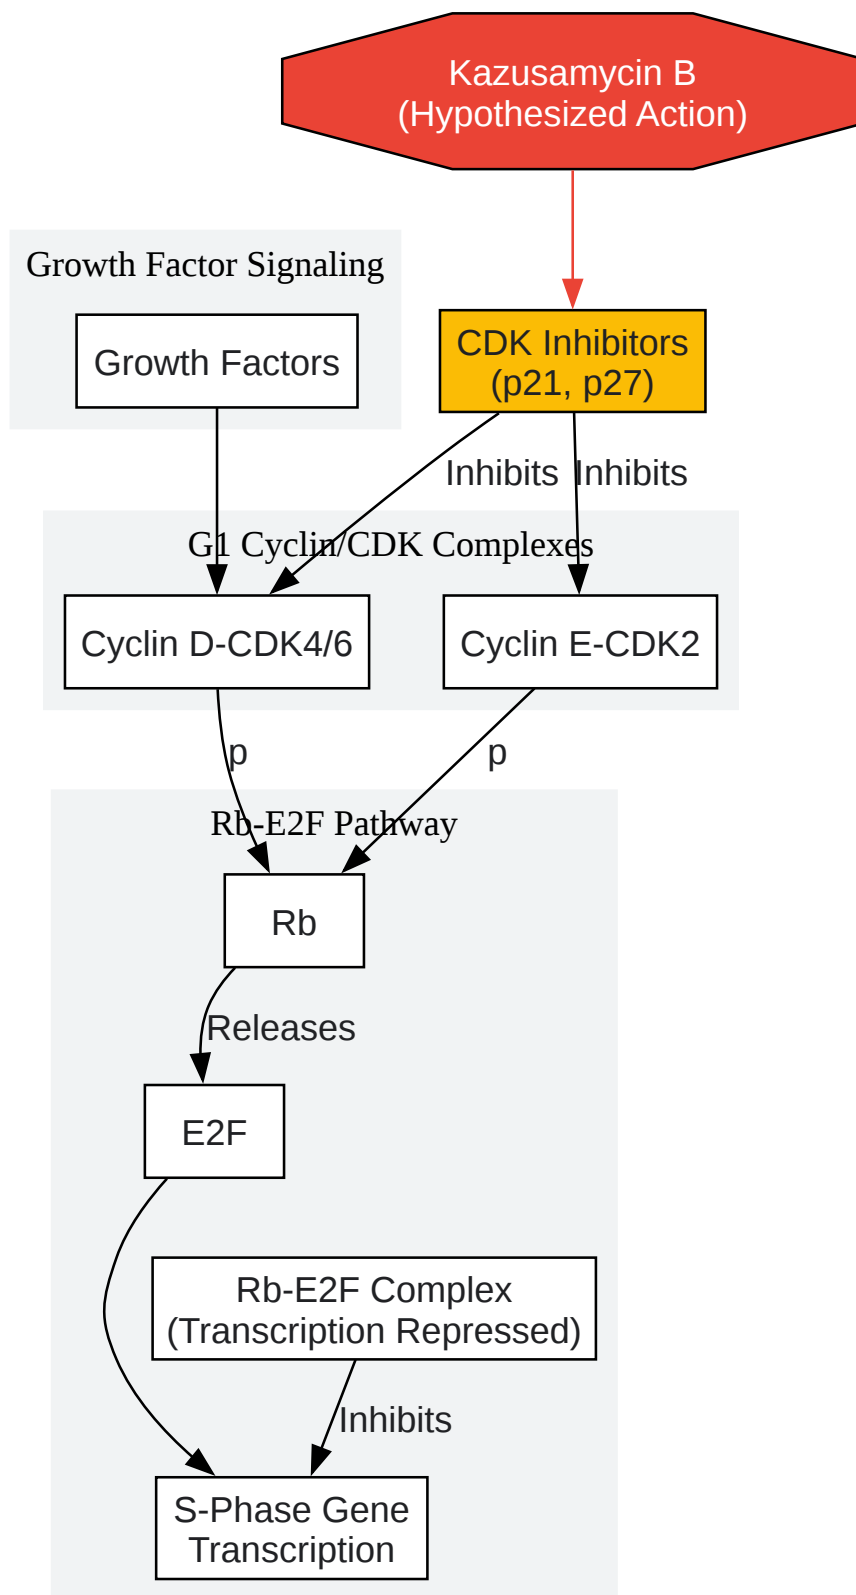 Kazusamycin B
(Hypothesized Action)
Growth Factor Signaling
Growth Factors
CDK Inhibitors
(p21, p27)
Inhibits
Inhibits
G1 Cyclin/CDK Complexes
Cyclin D-CDK4/6
Cyclin E-CDK2
p
p
Rb-E2F Pathway
Rb
Releases
E2F
Rb-E2F Complex
(Transcription Repressed)
Inhibits
S-Phase Gene
Transcription